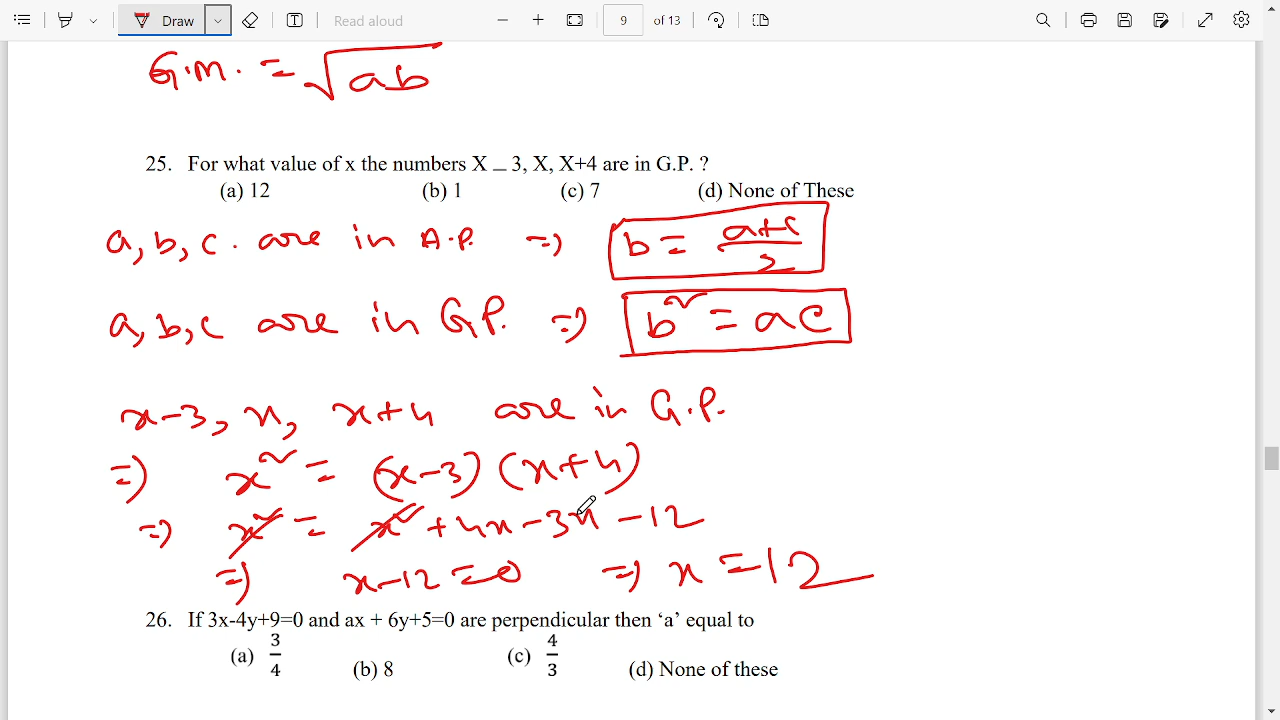 Draw Read aloud 9 of 13
G.M. = √ab
25. For what value of x the numbers X – 3, X, X+4 are in G.P. ?
(a) 12 (b) 1 (c) 7 (d) None of These
a, b, c. are in A.P. => b = a+c/2
a, b, c are in G.P. => b² = ac
x-3, x, x+4 are in G.P.
=> x² = (x-3) (x+4)
=> x² = x² + 4x - 3x - 12
=> x-12 = 0 => x = 12
26. If 3x-4y+9=0 and ax + 6y+5=0 are perpendicular then ‘a’ equal to
(a) 3/4 (b) 8 (c) 4/3 (d) None of these